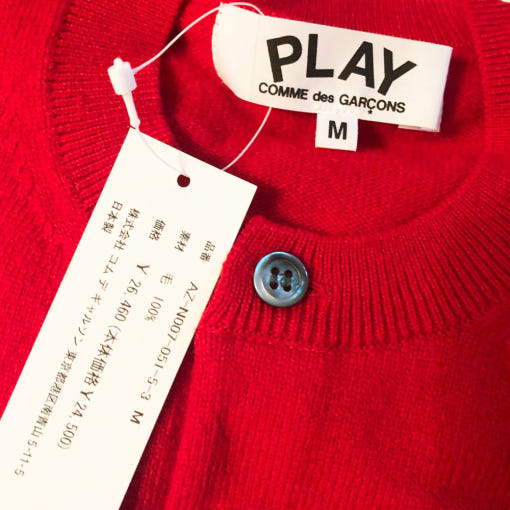 PLAY
COMME des GARÇONS
M
品番 AZ-N007-051-5-3 M
素材 毛 100%
価格 ¥ 26,460 (本体価格 ¥ 24,500)
株式会社 コム デ ギャルソン 東京都港区南青山 5-11-5
日本製